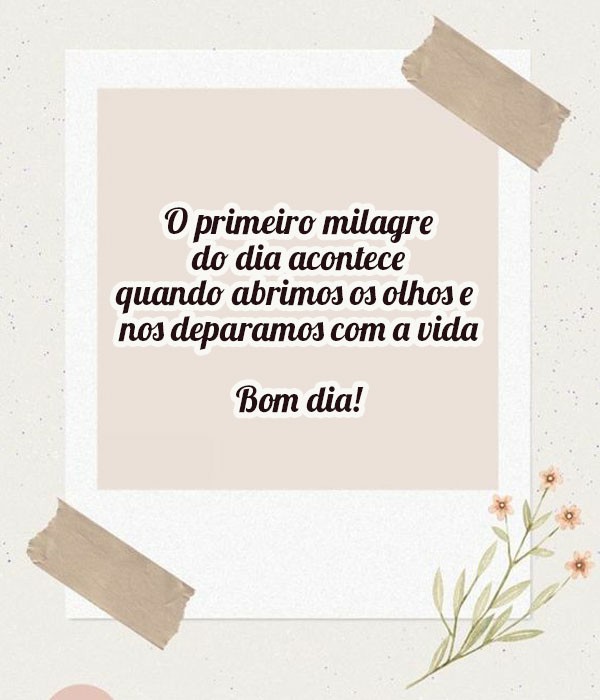 O primeiro milagre
do dia acontece
quando abrimos os olhos e
nos deparamos com a vida
Bom dia!